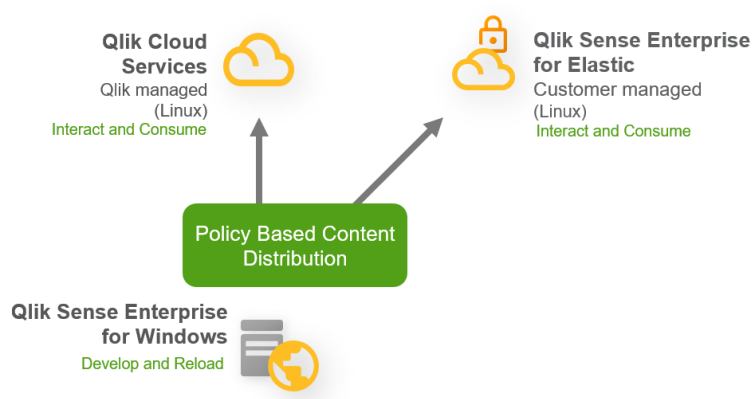 Qlik Cloud
Services
Qlik managed
(Linux)
Interact and Consume
Qlik Sense Enterprise
for Elastic
Customer managed
(Linux)
Interact and Consume
Policy Based Content
Distribution
Qlik Sense Enterprise
for Windows
Develop and Reload